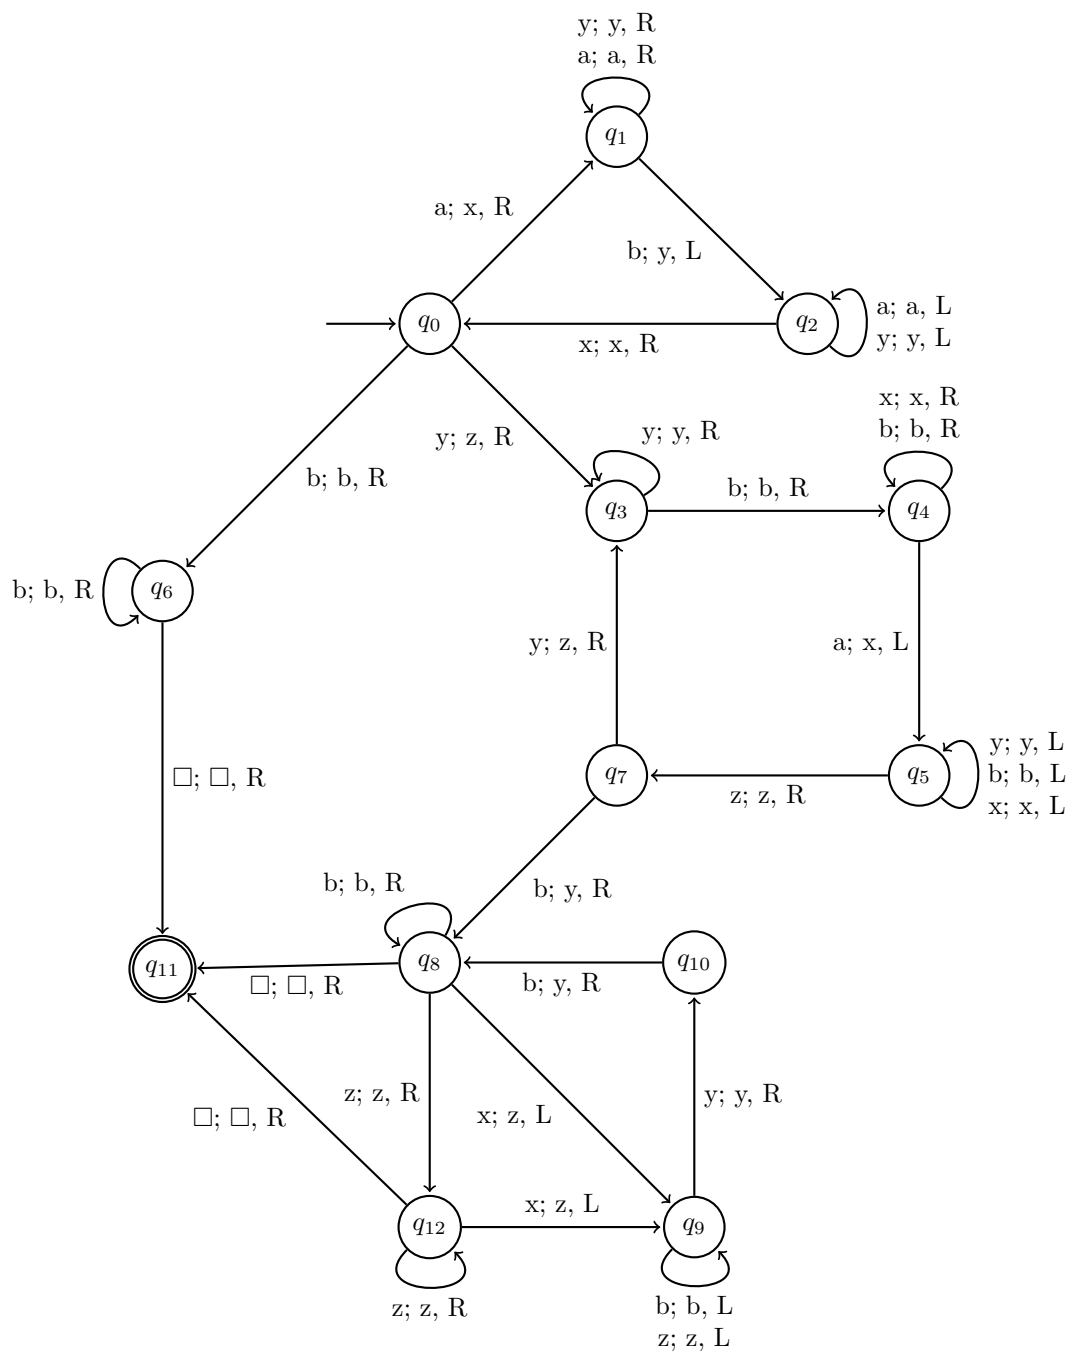 y; y, R
a; a, R
q₁
a; x, R
b; y, L
q₀
q₂
a; a, L
y; y, L
x; x, R
x; x, R
b; b, R
y; z, R
y; y, R
b; b, R
q₃
b; b, R
q₄
b; b, R
q₆
y; z, R
a; x, L
□; □, R
q₇
q₅
y; y, L
b; b, L
x; x, L
z; z, R
b; b, R
b; y, R
q₁₁
q₈
q₁₀
□; □, R
b; y, R
z; z, R
y; y, R
□; □, R
x; z, L
q₁₂
x; z, L
q₉
z; z, R
b; b, L
z; z, L